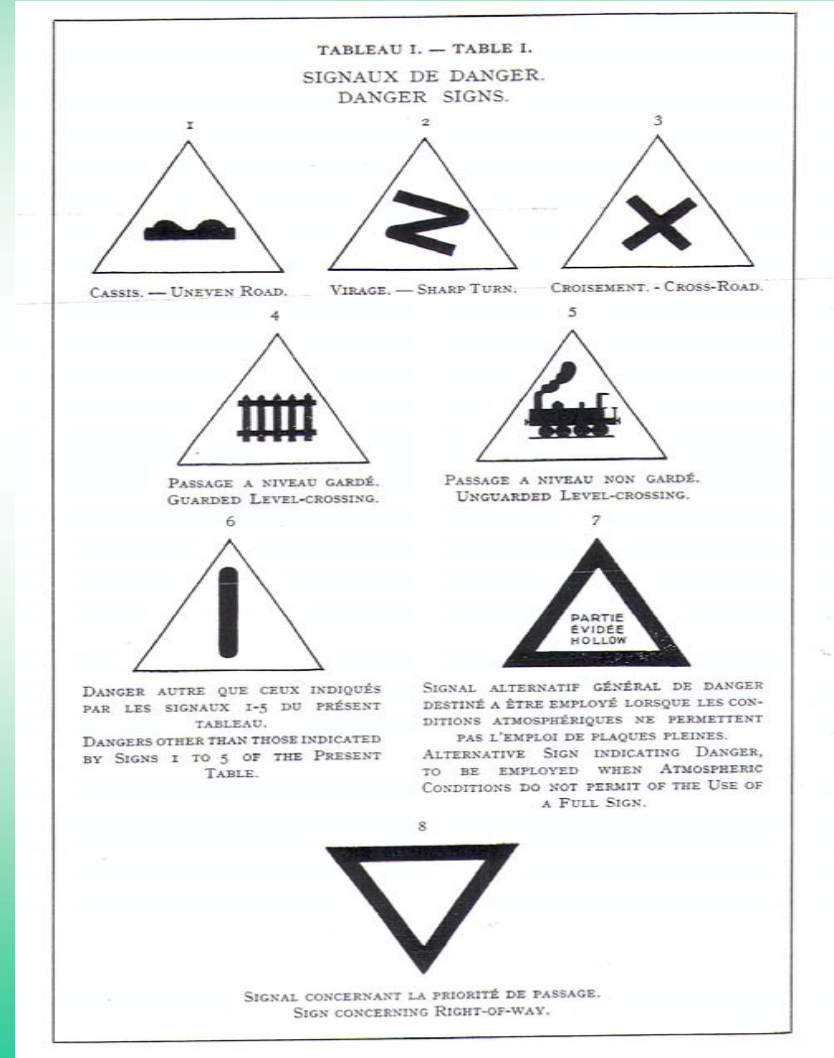 TABLEAU I. — TABLE I.
SIGNAUX DE DANGER.
DANGER SIGNS.
1
2
3
CASSIS. — UNEVEN ROAD.
VIRAGE. — SHARP TURN.
CROISEMENT. - CROSS-ROAD.
4
5
PASSAGE A NIVEAU GARDÉ.
GUARDED LEVEL-CROSSING.
PASSAGE A NIVEAU NON GARDÉ.
UNGUARDED LEVEL-CROSSING.
6
7
PARTIE
ÉVIDÉE
HOLLOW
DANGER AUTRE QUE CEUX INDIQUÉS
PAR LES SIGNAUX 1-5 DU PRÉSENT
TABLEAU.
DANGERS OTHER THAN THOSE INDICATED
BY SIGNS 1 TO 5 OF THE PRESENT
TABLE.
SIGNAL ALTERNATIF GÉNÉRAL DE DANGER
DESTINÉ A ÊTRE EMPLOYÉ LORSQUE LES CON-
DITIONS ATMOSPHÉRIQUES NE PERMETTENT
PAS L'EMPLOI DE PLAQUES PLEINES.
ALTERNATIVE SIGN INDICATING DANGER,
TO BE EMPLOYED WHEN ATMOSPHERIC
CONDITIONS DO NOT PERMIT OF THE USE OF
A FULL SIGN.
8
SIGNAL CONCERNANT LA PRIORITÉ DE PASSAGE.
SIGN CONCERNING RIGHT-OF-WAY.